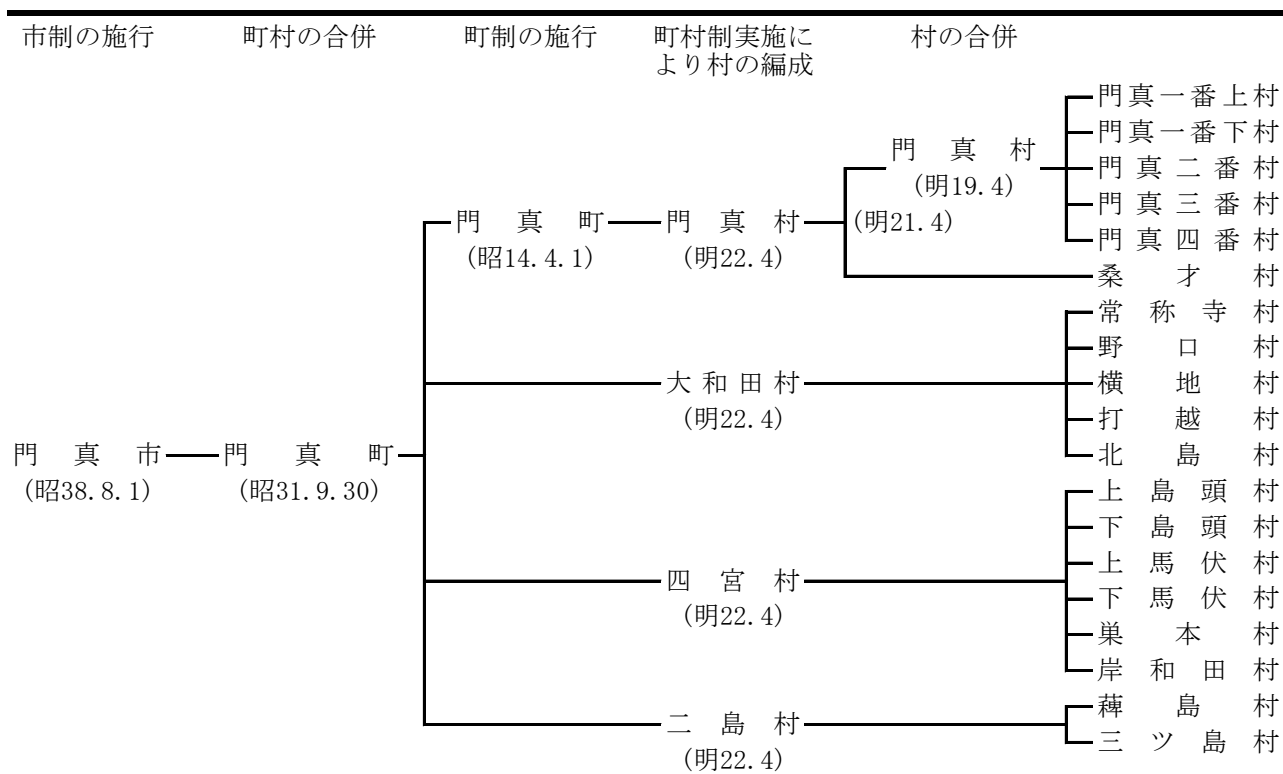 市制の施行
町村の合併
町制の施行
町村制実施に
より村の編成
村の合併
門真一番上村
門真一番下村
門真二番村
門真三番村
門真四番村
門真村
(明19.4)
(明21.4)
桑才村
門真町
(昭14.4.1)
門真村
(明22.4)
常称寺村
野口村
横地村
打越村
北島村
大和田村
(明22.4)
門真市
(昭38.8.1)
門真町
(昭31.9.30)
上島頭村
下島頭村
上馬伏村
下馬伏村
巣本村
岸和田村
四宮村
(明22.4)
薭島村
三ツ島村
二島村
(明22.4)